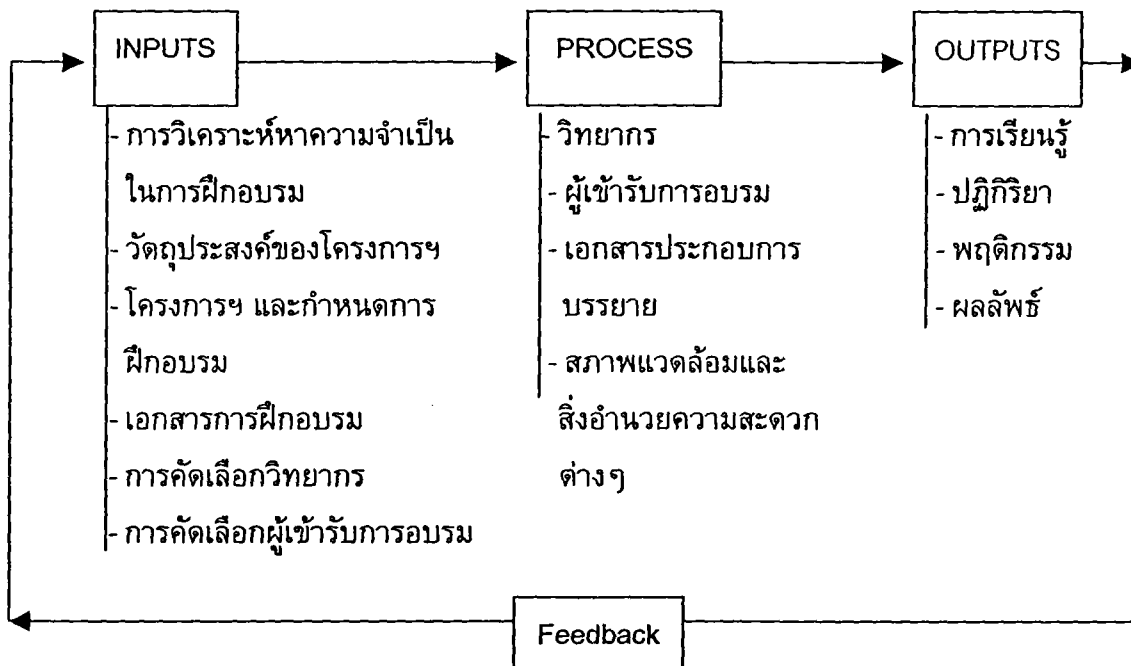 INPUTS
- การวิเคราะห์หาความจำเป็น
ในการฝึกอบรม
- วัตถุประสงค์ของโครงการฯ
- โครงการฯ และกำหนดการ
ฝึกอบรม
- เอกสารการฝึกอบรม
- การคัดเลือกวิทยากร
- การคัดเลือกผู้เข้ารับการอบรม
PROCESS
- วิทยากร
- ผู้เข้ารับการอบรม
- เอกสารประกอบการ
บรรยาย
- สภาพแวดล้อมและ
สิ่งอำนวยความสะดวก
ต่างๆ
OUTPUTS
- การเรียนรู้
- ปฏิกิริยา
- พฤติกรรม
- ผลลัพธ์
Feedback